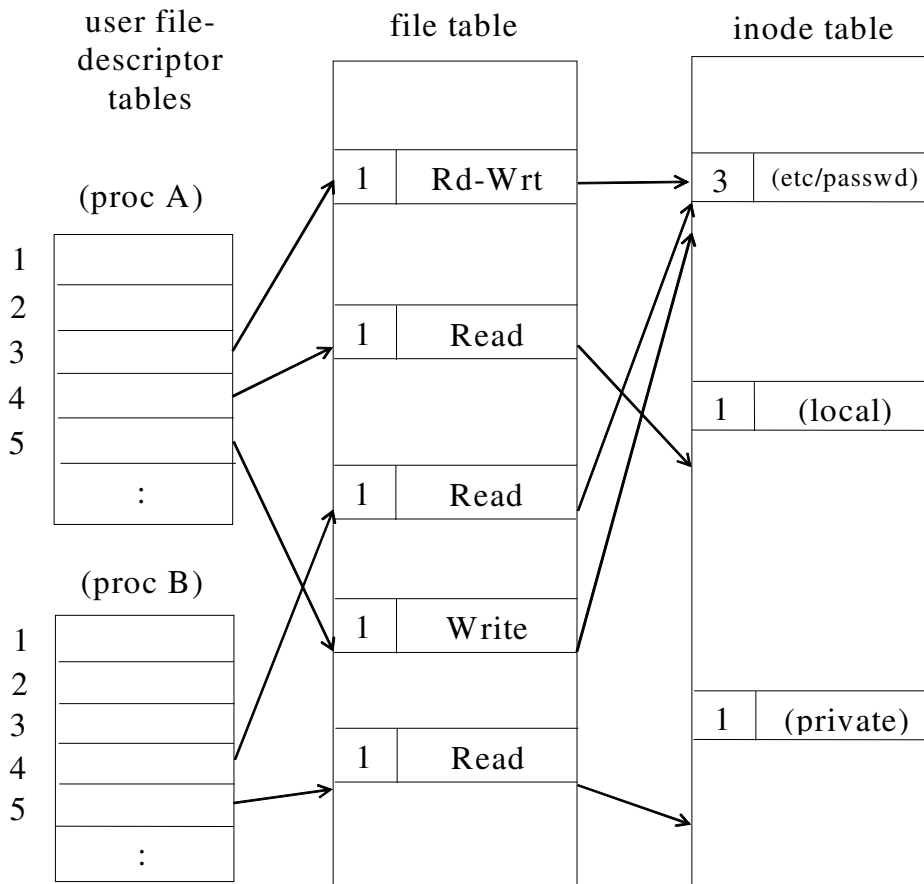 user file-
descriptor
tables
file table
inode table
(proc A)
1
2
3
4
5
:
(proc B)
1
2
3
4
5
:
1 Rd-Wrt
1 Read
1 Read
1 Write
1 Read
3 (etc/passwd)
1 (local)
1 (private)